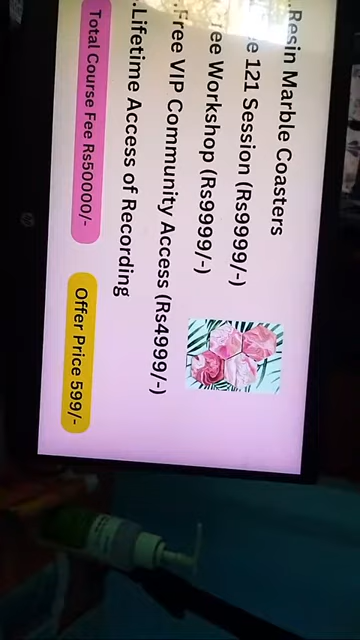 .Resin Marble Coasters
121 Session (Rs9999/-)
Workshop (Rs9999/-)
.Free VIP Community Access (Rs4999/-)
.Lifetime Access of Recording
Total Course Fee Rs50000/-
Offer Price 599/-